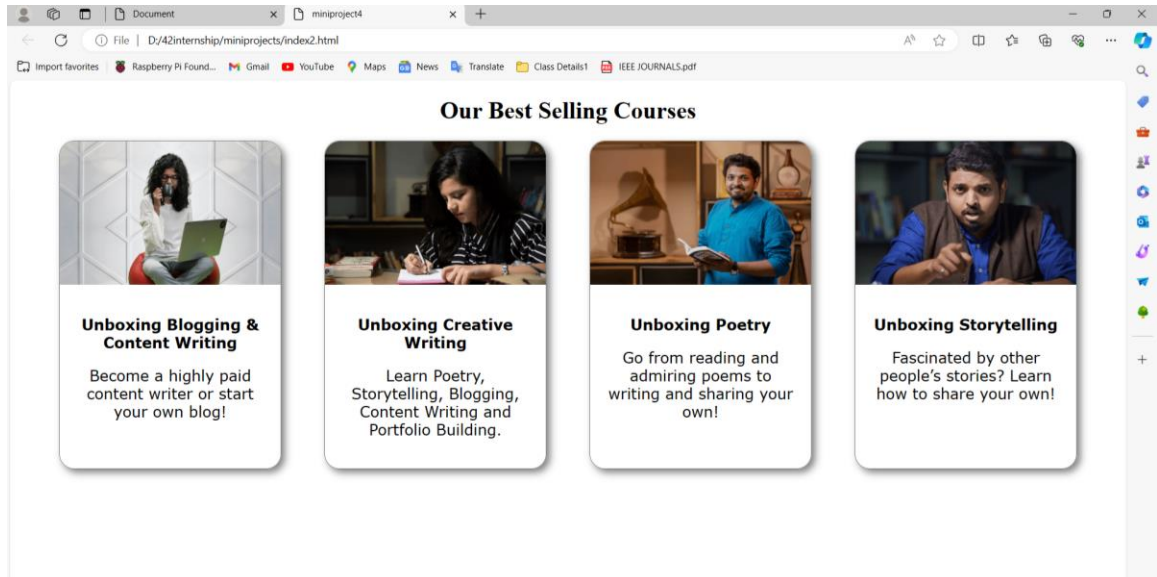 Document
miniproject4
File | D:/42internship/miniprojects/index2.html
Import favorites Raspberry Pi Found... Gmail YouTube Maps News Translate Class Details1 IEEE JOURNALS.pdf
Our Best Selling Courses
Unboxing Blogging &
Content Writing
Become a highly paid
content writer or start
your own blog!
Unboxing Creative
Writing
Learn Poetry,
Storytelling, Blogging,
Content Writing and
Portfolio Building.
Unboxing Poetry
Go from reading and
admiring poems to
writing and sharing your
own!
Unboxing Storytelling
Fascinated by other
people’s stories? Learn
how to share your own!